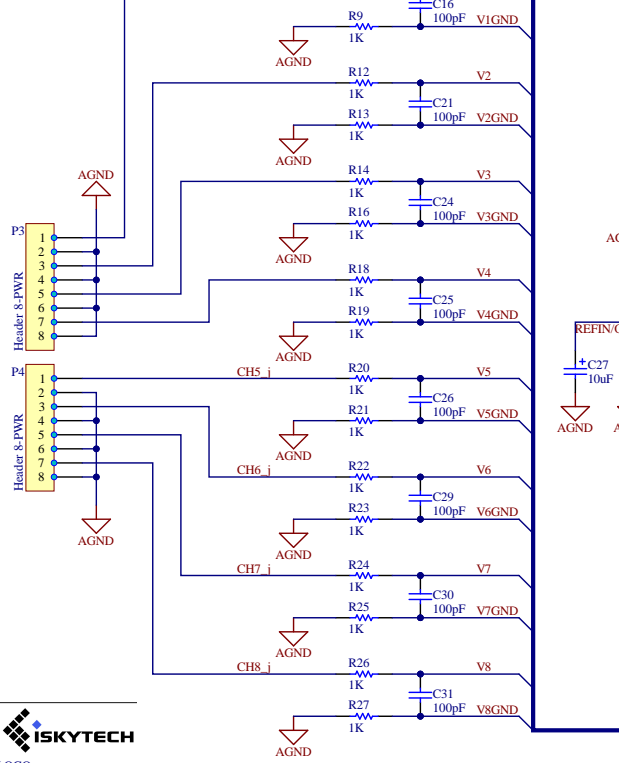 C16
R9
100pF
V1GND
1K
AGND
R12
V2
1K
C21
R13
100pF
V2GND
1K
AGND
AGND
R14
V3
1K
C24
R16
100pF
V3GND
1K
AGND
P3
1
2
3
4
5
6
7
8
Header 8-PWR
R18
V4
1K
C25
R19
100pF
V4GND
1K
AGND
REFIN/
+
C27
10uF
AGND
P4
1
2
3
4
5
6
7
8
Header 8-PWR
AGND
CH5_j
R20
V5
1K
C26
R21
100pF
V5GND
1K
AGND
CH6_j
R22
V6
1K
C29
R23
100pF
V6GND
1K
AGND
CH7_j
R24
V7
1K
C30
R25
100pF
V7GND
1K
AGND
CH8_j
R26
V8
1K
C31
R27
100pF
V8GND
1K
AGND
iSKYTECH